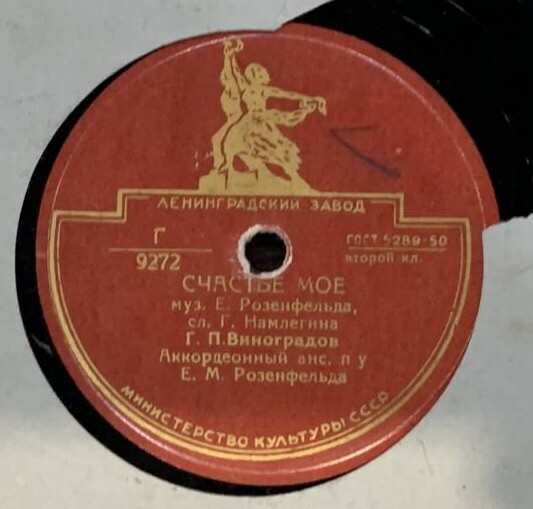 ЛЕНИНГРАДСКИЙ ЗАВОД
Г
9272
ГОСТ 5289-50
второй кл.
СЧАСТЬЕ МОЕ
муз. Е. Розенфельда,
сл. Г. Намлегина
Г. П. Виноградов
Аккордеонный анс. п/у
Е. М. Розенфельда
МИНИСТЕРСТВО КУЛЬТУРЫ СССР